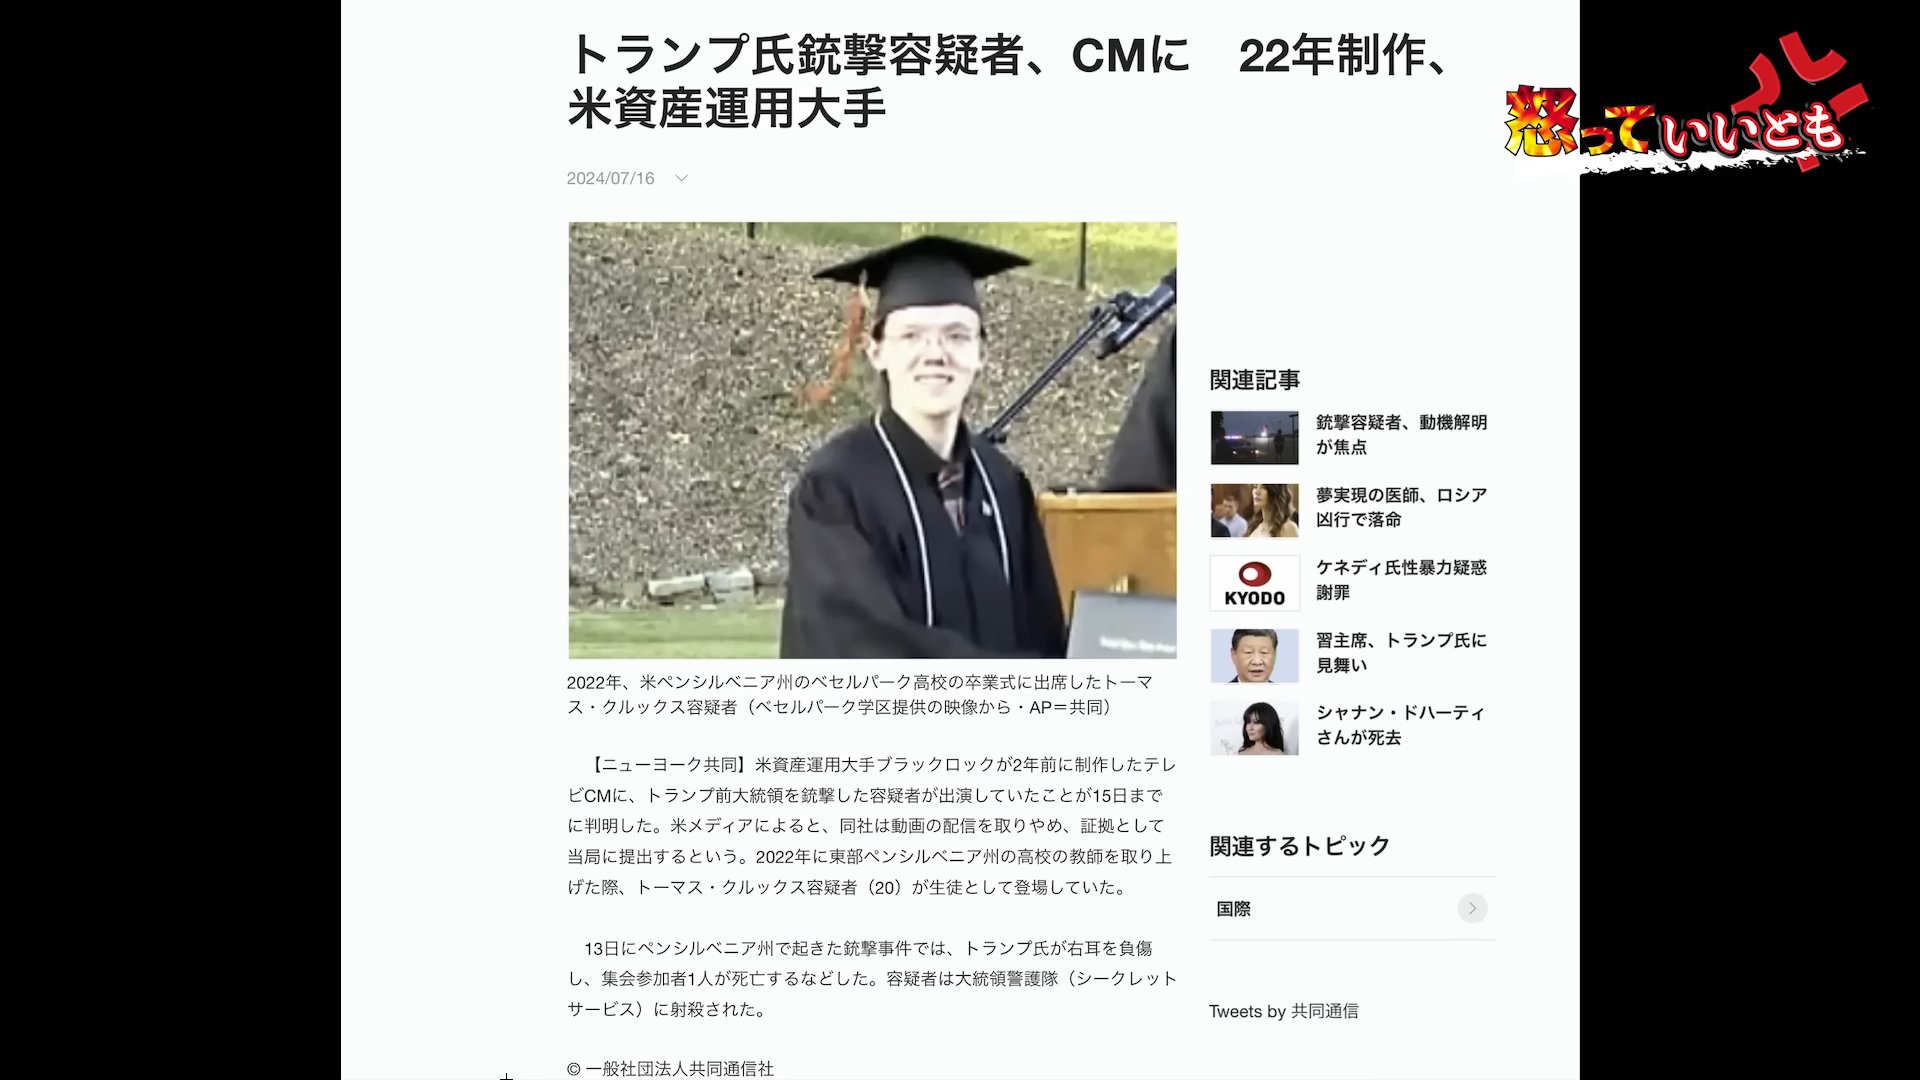 トランプ氏銃撃容疑者、CMに　22年制作、
米資産運用大手
怒っていいとも
2024/07/16
2022年、米ペンシルベニア州のベセルパーク高校の卒業式に出席したトーマ
ス・クルックス容疑者（ベセルパーク学区提供の映像から・AP＝共同）
【ニューヨーク共同】米資産運用大手ブラックロックが2年前に制作したテレ
ビCMに、トランプ前大統領を銃撃した容疑者が出演していたことが15日まで
に判明した。米メディアによると、同社は動画の配信を取りやめ、証拠として
当局に提出するという。2022年に東部ペンシルベニア州の高校の教師を取り上
げた際、トーマス・クルックス容疑者（20）が生徒として登場していた。
13日にペンシルベニア州で起きた銃撃事件では、トランプ氏が右耳を負傷
し、集会参加者1人が死亡するなどした。容疑者は大統領警護隊（シークレット
サービス）に射殺された。
© 一般社団法人共同通信社
関連記事
銃撃容疑者、動機解明
が焦点
夢実現の医師、ロシア
凶行で落命
KYODO
ケネディ氏性暴力疑惑
謝罪
習主席、トランプ氏に
見舞い
シャナン・ドハーティ
さんが死去
関連するトピック
国際
Tweets by 共同通信